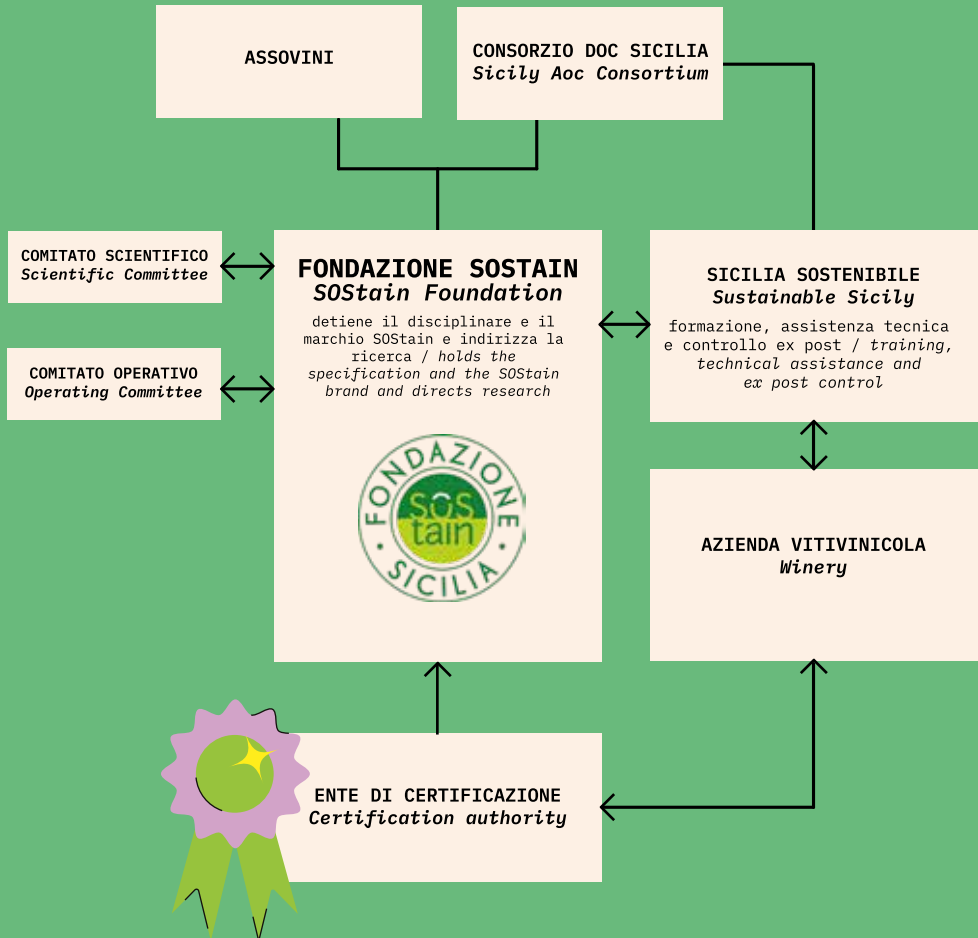 ASSOVINI
CONSORZIO DOC SICILIA
Sicily Aoc Consortium
COMITATO SCIENTIFICO
Scientific Committee
COMITATO OPERATIVO
Operating Committee
FONDAZIONE SOSTAIN
SOStain Foundation
detiene il disciplinare e il
marchio SOStain e indirizza la
ricerca / holds the
specification and the SOStain
brand and directs research
FONDAZIONE
SOS
tain
SICILIA
SICILIA SOSTENIBILE
Sustainable Sicily
formazione, assistenza tecnica
e controllo ex post / training,
technical assistance and
ex post control
AZIENDA VITIVINICOLA
Winery
ENTE DI CERTIFICAZIONE
Certification authority